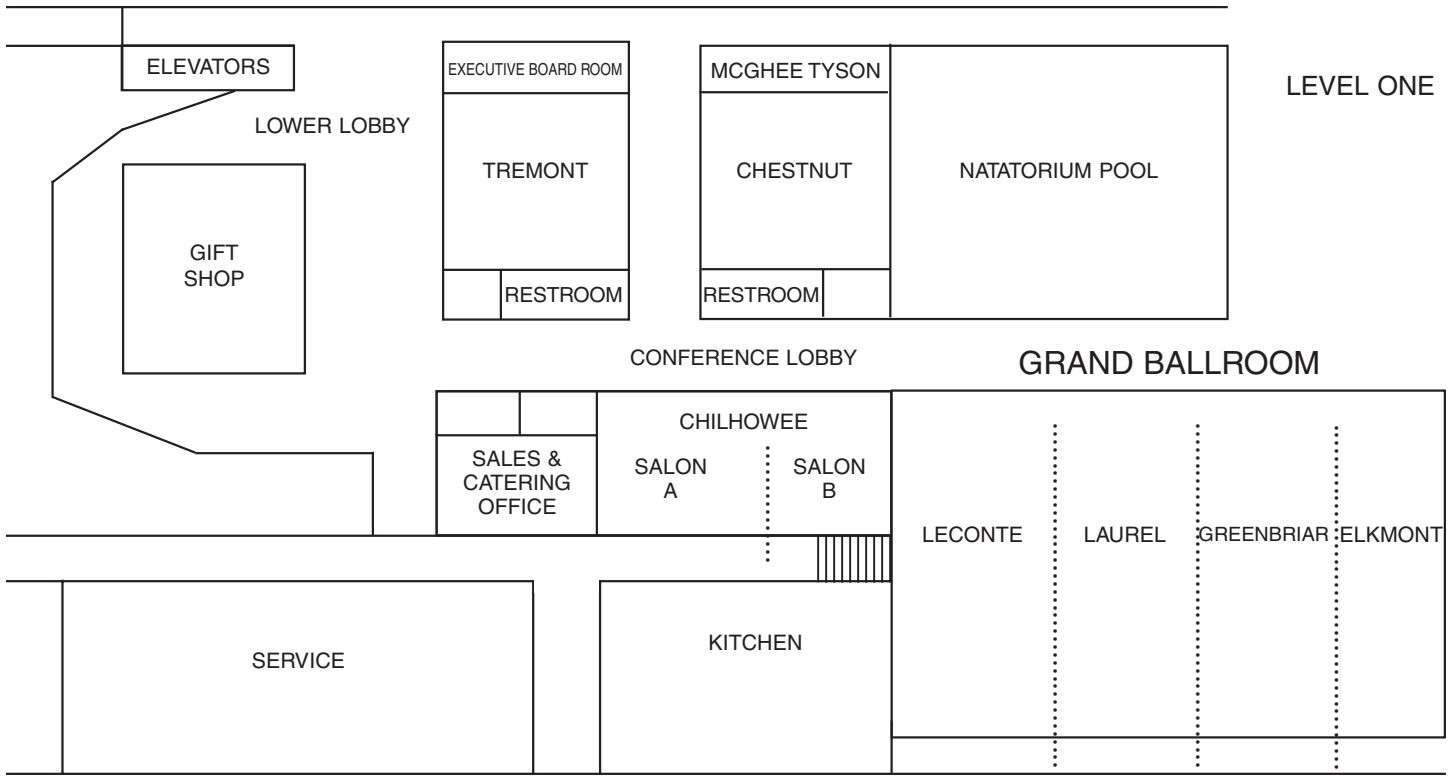 ELEVATORS
EXECUTIVE BOARD ROOM
MCGHEE TYSON
LEVEL ONE
LOWER LOBBY
TREMONT
CHESTNUT
NATATORIUM POOL
GIFT
SHOP
RESTROOM
RESTROOM
CONFERENCE LOBBY
GRAND BALLROOM
CHILHOWEE
SALES &
CATERING
OFFICE
SALON
A
SALON
B
LECONTE
LAUREL
GREENBRIAR
ELKMONT
SERVICE
KITCHEN